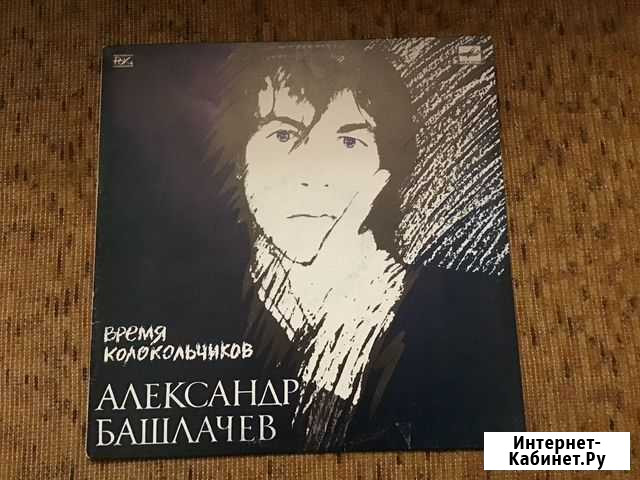 время
колокольчиков
АЛЕКСАНДР
БАШЛАЧЕВ
Интернет-
Кабинет.Ру